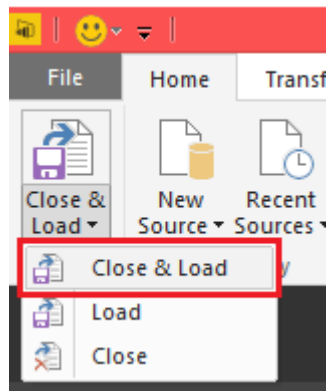 File Home Transf
Close & Load
New Source
Recent Sources
Close & Load
y
Load
Close